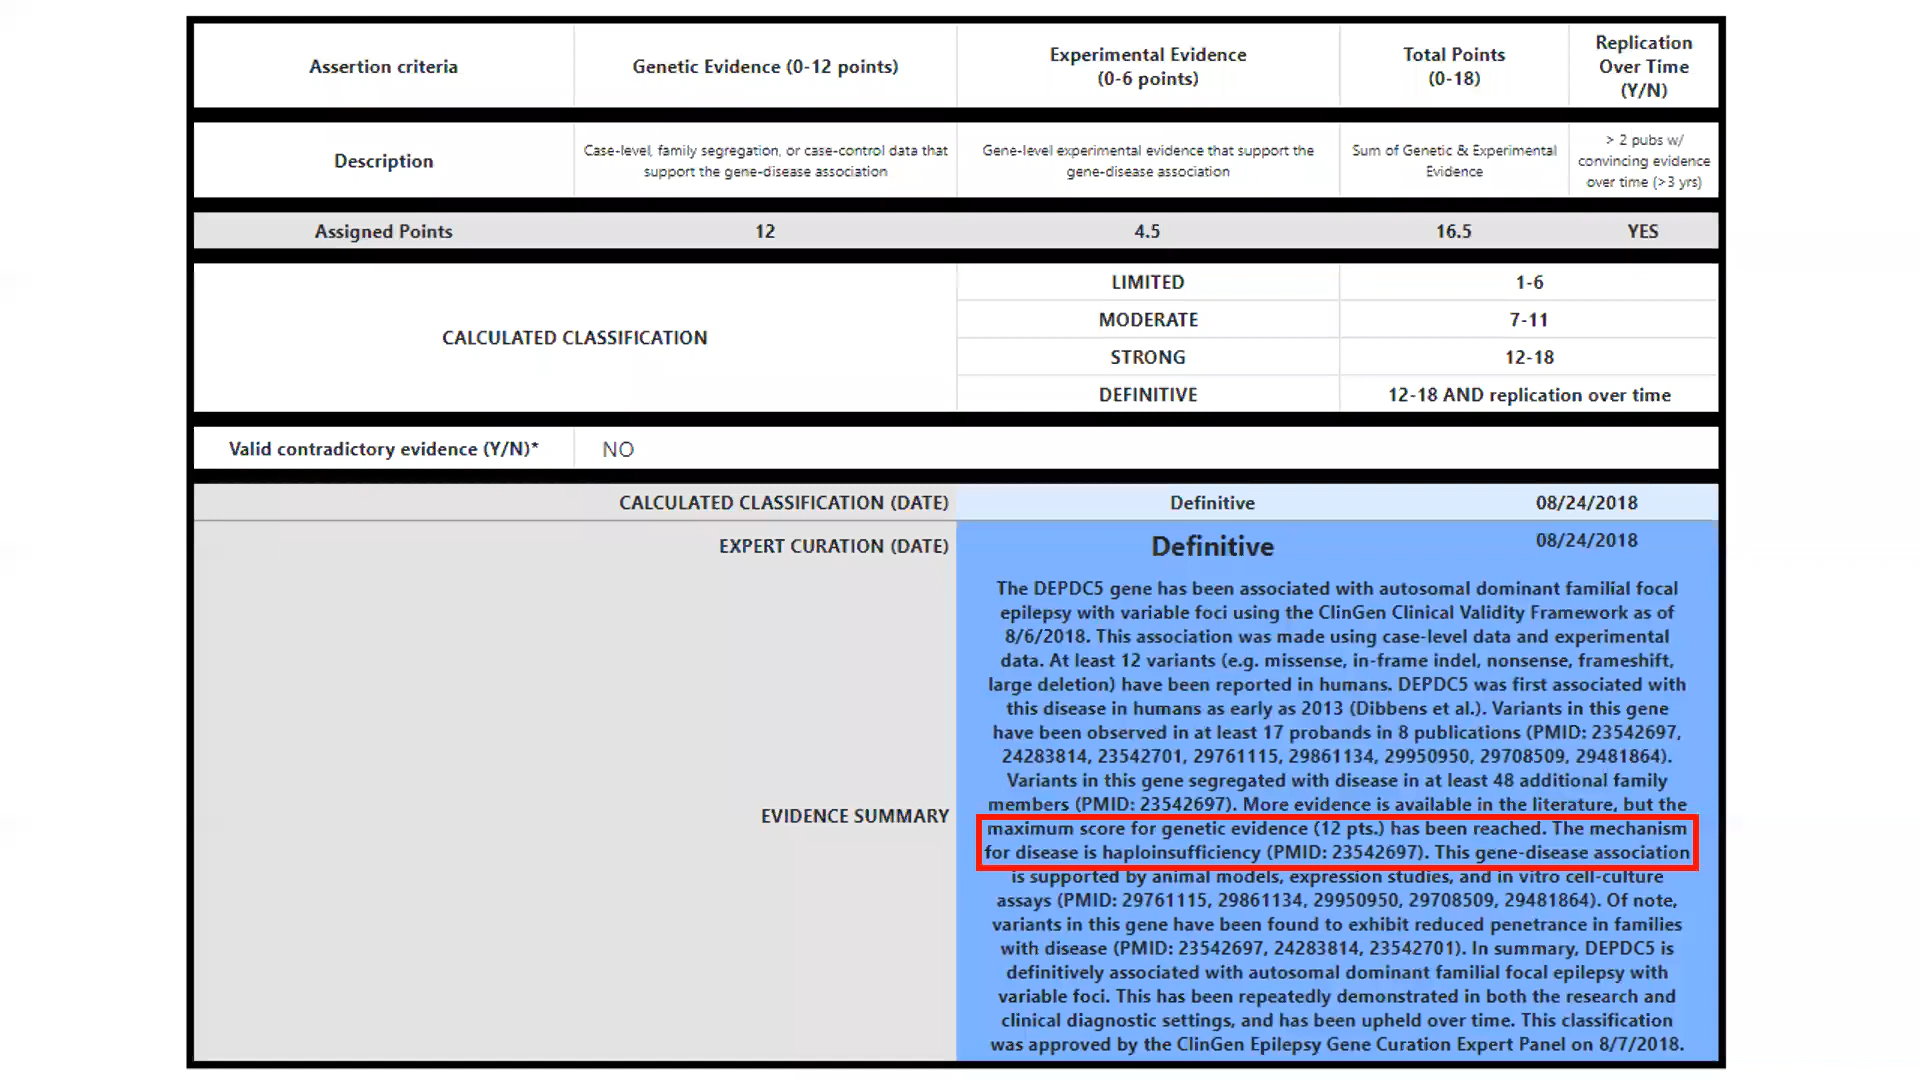 Assertion criteria
Genetic Evidence (0-12 points)
Experimental Evidence
(0-6 points)
Total Points
(0-18)
Replication
Over Time
(Y/N)
Description
Case-level, family segregation, or case-control data that
support the gene-disease association
Gene-level experimental evidence that support the
gene-disease association
Sum of Genetic & Experimental
Evidence
> 2 pubs w/
convincing evidence
over time (>3 yrs)
Assigned Points
12
4.5
16.5
YES
CALCULATED CLASSIFICATION
LIMITED
1-6
MODERATE
7-11
STRONG
12-18
DEFINITIVE
12-18 AND replication over time
Valid contradictory evidence (Y/N)*
NO
CALCULATED CLASSIFICATION (DATE)
Definitive
08/24/2018
EXPERT CURATION (DATE)
Definitive
08/24/2018
EVIDENCE SUMMARY
The DEPDC5 gene has been associated with autosomal dominant familial focal
epilepsy with variable foci using the ClinGen Clinical Validity Framework as of
8/6/2018. This association was made using case-level data and experimental
data. At least 12 variants (e.g. missense, in-frame indel, nonsense, frameshift,
large deletion) have been reported in humans. DEPDC5 was first associated with
this disease in humans as early as 2013 (Dibbens et al.). Variants in this gene
have been observed in at least 17 probands in 8 publications (PMID: 23542697,
24283814, 23542701, 29761115, 29861134, 29950950, 29708509, 29481864).
Variants in this gene segregated with disease in at least 48 additional family
members (PMID: 23542697). More evidence is available in the literature, but the
maximum score for genetic evidence (12 pts.) has been reached. The mechanism
for disease is haploinsufficiency (PMID: 23542697). This gene-disease association
is supported by animal models, expression studies, and in vitro cell-culture
assays (PMID: 29761115, 29861134, 29950950, 29708509, 29481864). Of note,
variants in this gene have been found to exhibit reduced penetrance in families
with disease (PMID: 23542697, 24283814, 23542701). In summary, DEPDC5 is
definitively associated with autosomal dominant familial focal epilepsy with
variable foci. This has been repeatedly demonstrated in both the research and
clinical diagnostic settings, and has been upheld over time. This classification
was approved by the ClinGen Epilepsy Gene Curation Expert Panel on 8/7/2018.